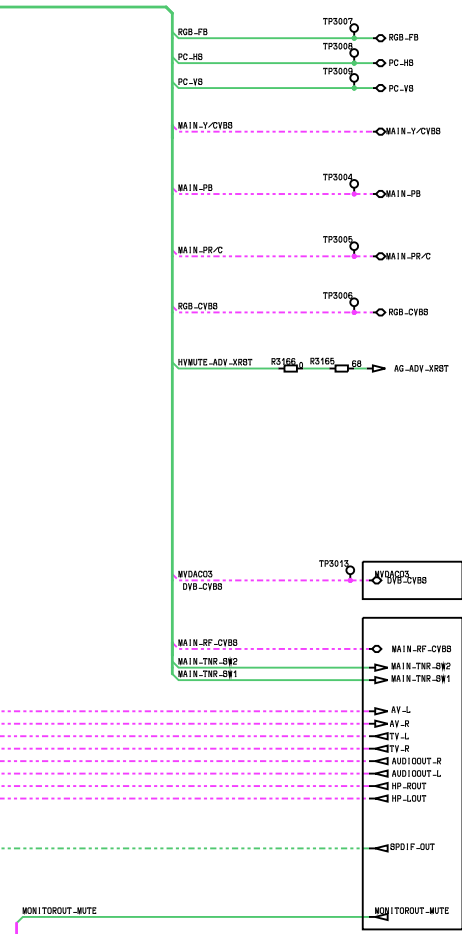 TP3007
RGB-FB RGB-FB
TP3008
PC-HS PC-HS
TP3009
PC-VS PC-VS
MAIN-Y/CVBS MAIN-Y/CVBS
TP3004
MAIN-PB MAIN-PB
TP3005
MAIN-PR/C MAIN-PR/C
TP3006
RGB-CVBS RGB-CVBS
HVMUTE-ADV-XRST R3166 0 R3165 68 AG-ADV-XRST
TP3013
MVDACO3 MVDACO3
DVB-CVBS DVB-CVBS
MAIN-RF-CVBS MAIN-RF-CVBS
MAIN-TNR-SW2 MAIN-TNR-SW2
MAIN-TNR-SW1 MAIN-TNR-SW1
AV-L
AV-R
TV-L
TV-R
AUDIOOUT-R
AUDIOOUT-L
HP-ROUT
HP-LOUT
SPDIF-OUT
MONITOROUT-MUTE MONITOROUT-MUTE